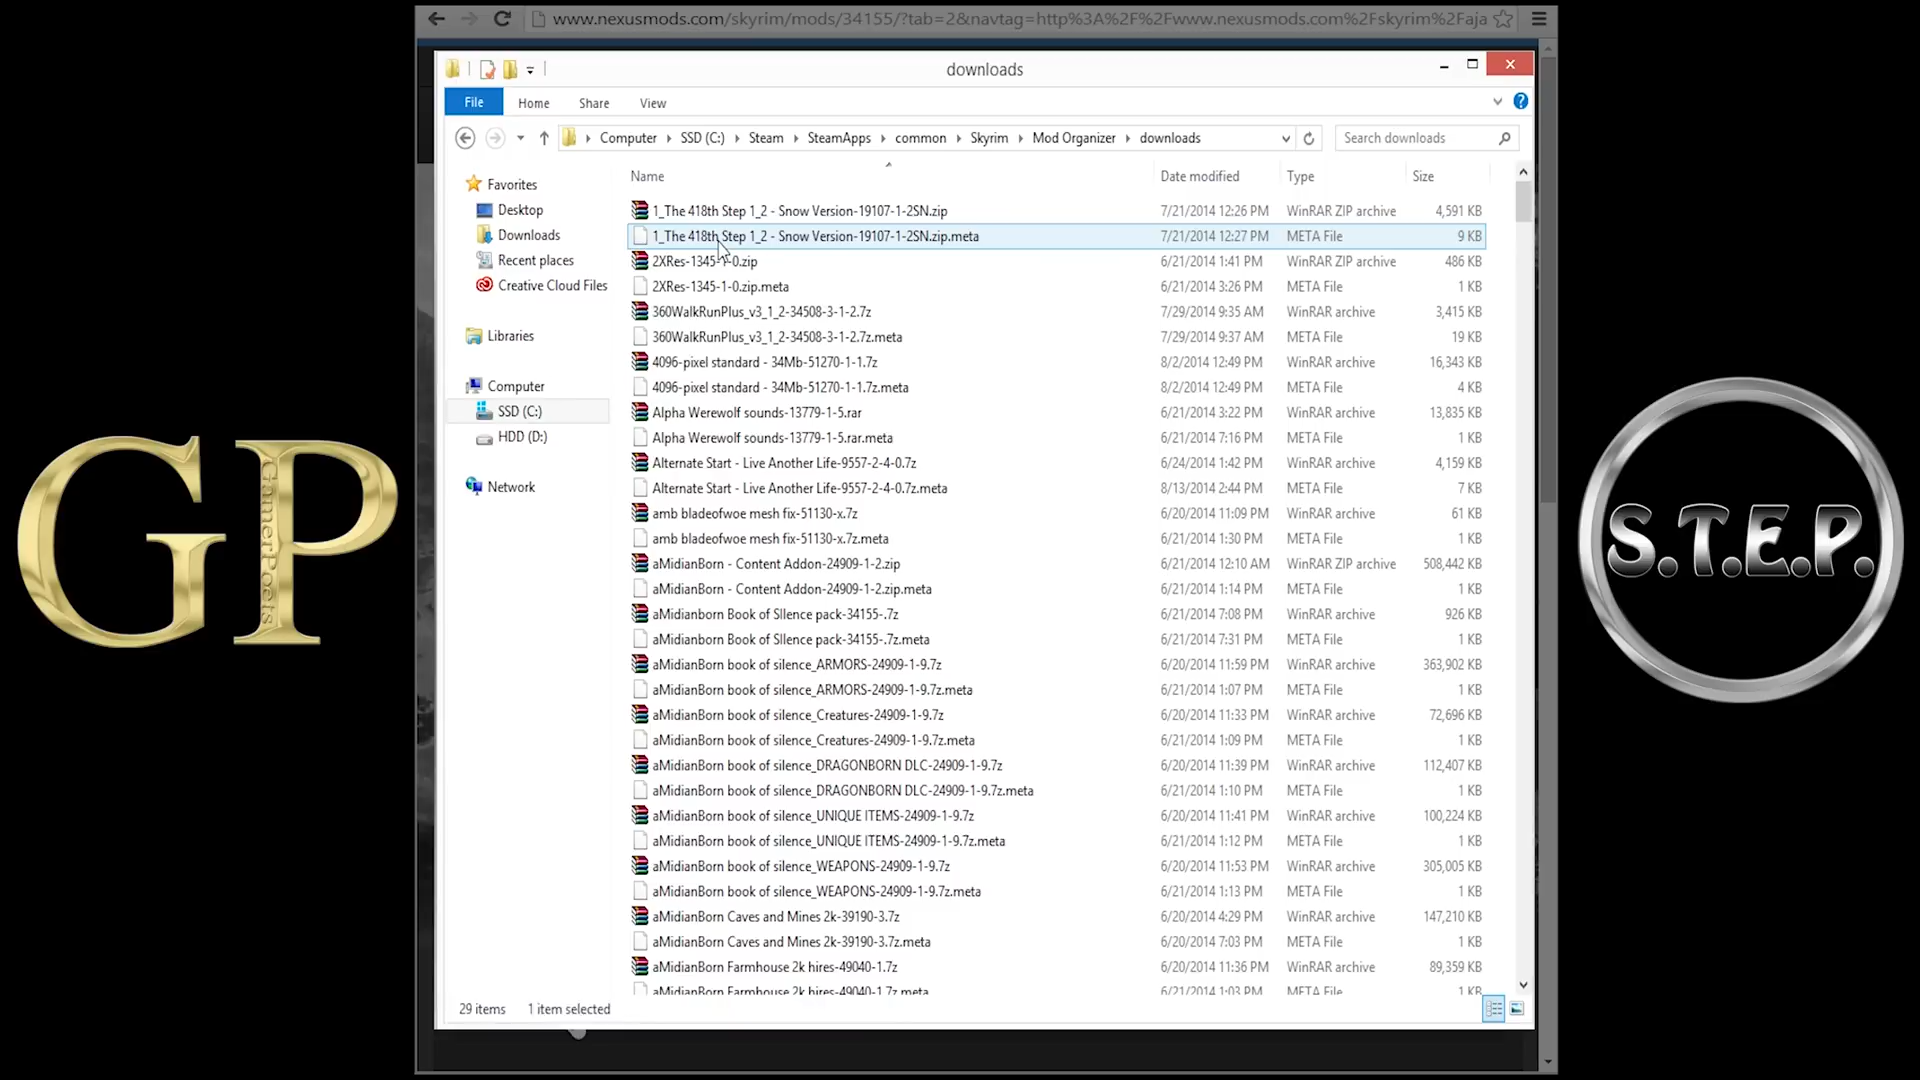 www.nexusmods.com/skyrim/mods/34155/?tab=2&navtag=http%3A%2F%2Fwww.nexusmods.com%2Fskyrim%2Faja
downloads
File Home Share View
Computer SSD (C:) Steam SteamApps common Skyrim Mod Organizer downloads
Search downloads
Favorites
Desktop
Downloads
Recent places
Creative Cloud Files
Libraries
Computer
SSD (C:)
HDD (D:)
Network
Name Date modified Type Size
1_The 418th Step 1_2 - Snow Version-19107-1-2SN.zip 7/21/2014 12:26 PM WinRAR ZIP archive 4,591 KB
1_The 418th Step 1_2 - Snow Version-19107-1-2SN.zip.meta 7/21/2014 12:27 PM META File 9 KB
2XRes-1345-1-0.zip 6/21/2014 1:41 PM WinRAR ZIP archive 486 KB
2XRes-1345-1-0.zip.meta 6/21/2014 3:26 PM META File 1 KB
360WalkRunPlus_v3_1_2-34508-3-1-2.7z 7/29/2014 9:35 AM WinRAR archive 3,415 KB
360WalkRunPlus_v3_1_2-34508-3-1-2.7z.meta 7/29/2014 9:37 AM META File 19 KB
4096-pixel standard - 34Mb-51270-1-1.7z 8/2/2014 12:49 PM WinRAR archive 16,343 KB
4096-pixel standard - 34Mb-51270-1-1.7z.meta 8/2/2014 12:49 PM META File 4 KB
Alpha Werewolf sounds-13779-1-5.rar 6/21/2014 3:22 PM WinRAR archive 13,835 KB
Alpha Werewolf sounds-13779-1-5.rar.meta 6/21/2014 7:16 PM META File 1 KB
Alternate Start - Live Another Life-9557-2-4-0.7z 6/24/2014 1:42 PM WinRAR archive 4,159 KB
Alternate Start - Live Another Life-9557-2-4-0.7z.meta 8/13/2014 2:44 PM META File 7 KB
amb bladeofwoe mesh fix-51130-x.7z 6/20/2014 11:09 PM WinRAR archive 61 KB
amb bladeofwoe mesh fix-51130-x.7z.meta 6/21/2014 1:30 PM META File 1 KB
aMidianBorn - Content Addon-24909-1-2.zip 6/21/2014 12:10 AM WinRAR ZIP archive 508,442 KB
aMidianBorn - Content Addon-24909-1-2.zip.meta 6/21/2014 1:14 PM META File 1 KB
aMidianborn Book of SIlence pack-34155-.7z 6/21/2014 7:08 PM WinRAR archive 926 KB
aMidianborn Book of SIlence pack-34155-.7z.meta 6/21/2014 7:31 PM META File 1 KB
aMidianBorn book of silence_ARMORS-24909-1-9.7z 6/20/2014 11:59 PM WinRAR archive 363,902 KB
aMidianBorn book of silence_ARMORS-24909-1-9.7z.meta 6/21/2014 1:07 PM META File 1 KB
aMidianBorn book of silence_Creatures-24909-1-9.7z 6/20/2014 11:33 PM WinRAR archive 72,696 KB
aMidianBorn book of silence_Creatures-24909-1-9.7z.meta 6/21/2014 1:09 PM META File 1 KB
aMidianBorn book of silence_DRAGONBORN DLC-24909-1-9.7z 6/20/2014 11:39 PM WinRAR archive 112,407 KB
aMidianBorn book of silence_DRAGONBORN DLC-24909-1-9.7z.meta 6/21/2014 1:10 PM META File 1 KB
aMidianBorn book of silence_UNIQUE ITEMS-24909-1-9.7z 6/20/2014 11:41 PM WinRAR archive 100,224 KB
aMidianBorn book of silence_UNIQUE ITEMS-24909-1-9.7z.meta 6/21/2014 1:12 PM META File 1 KB
aMidianBorn book of silence_WEAPONS-24909-1-9.7z 6/20/2014 11:53 PM WinRAR archive 305,005 KB
aMidianBorn book of silence_WEAPONS-24909-1-9.7z.meta 6/21/2014 1:13 PM META File 1 KB
aMidianBorn Caves and Mines 2k-39190-3.7z 6/20/2014 4:29 PM WinRAR archive 147,210 KB
aMidianBorn Caves and Mines 2k-39190-3.7z.meta 6/20/2014 7:03 PM META File 1 KB
aMidianBorn Farmhouse 2k hires-49040-1.7z 6/20/2014 11:36 PM WinRAR archive 89,359 KB
aMidianBorn Farmhouse 2k hires-49040-1.7z.meta 6/21/2014 1:03 PM META File 1 KB
29 items 1 item selected
GP
GamerPoets
S.T.E.P.